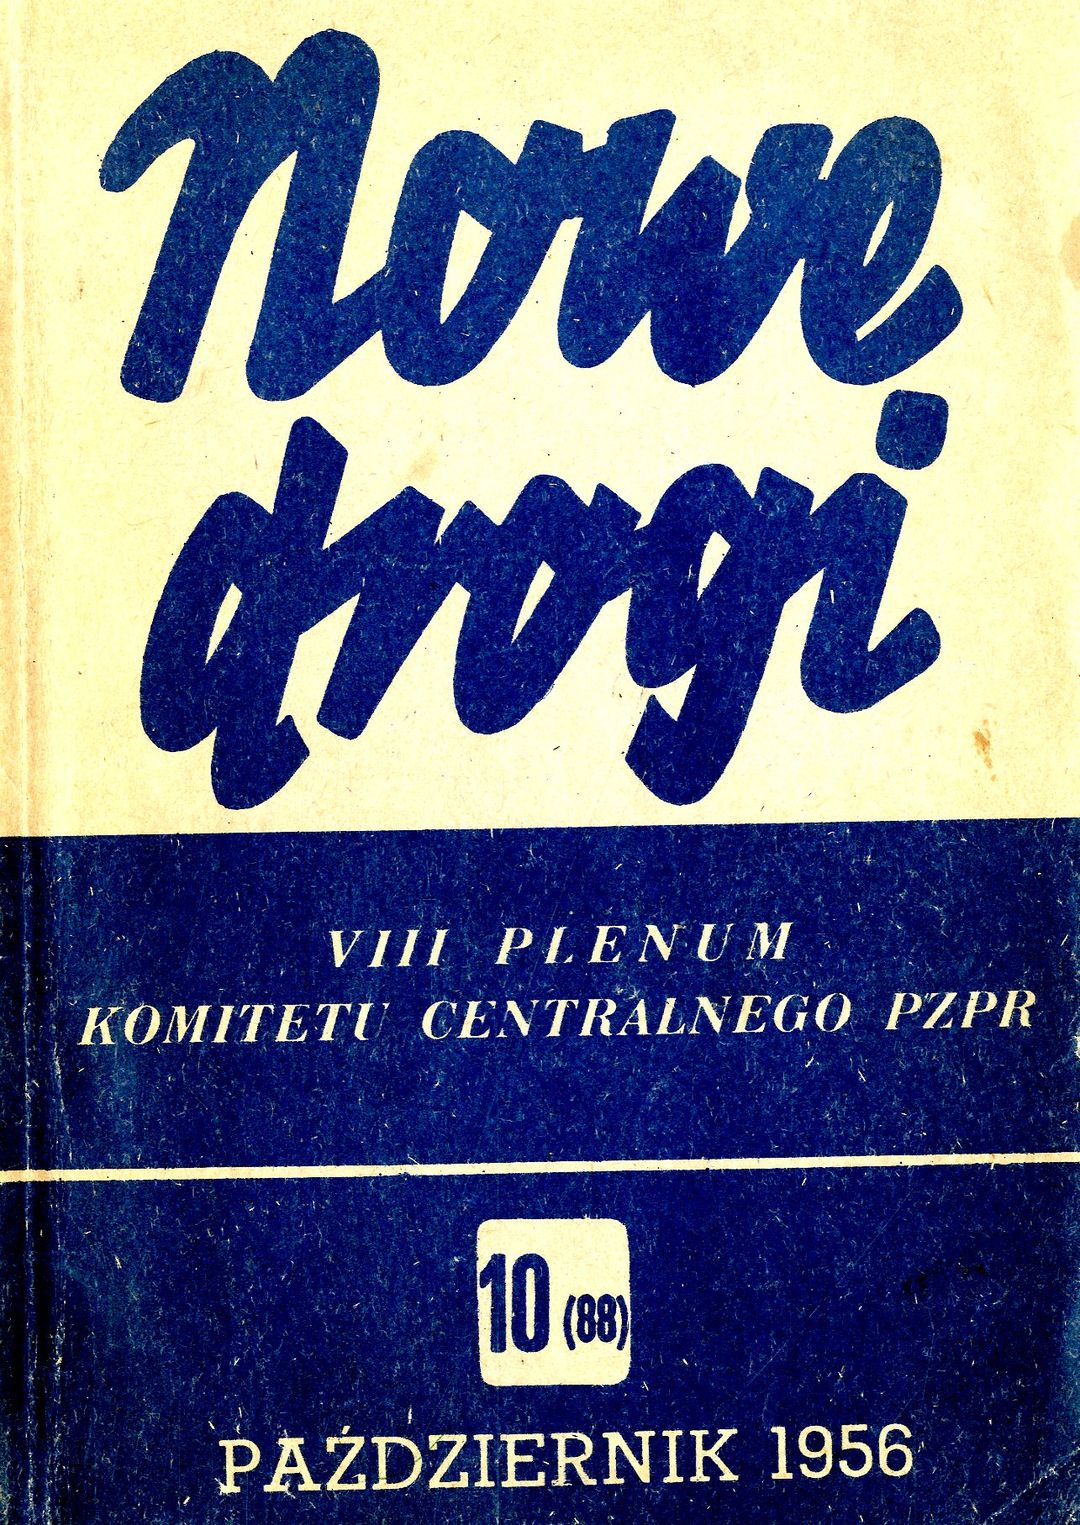 Nowe
drogi
VIII PLENUM
KOMITETU CENTRALNEGO PZPR
10 (88)
PAŹDZIERNIK 1956